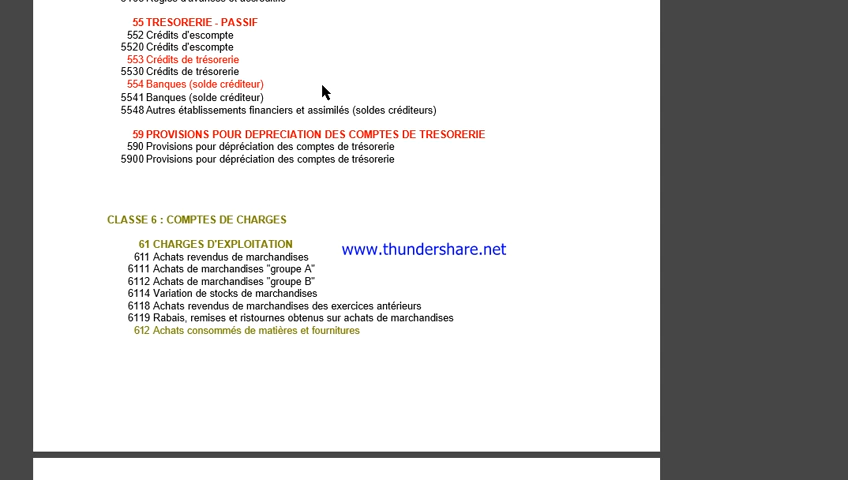 55 TRESORERIE - PASSIF
552 Crédits d'escompte
5520 Crédits d'escompte
553 Crédits de trésorerie
5530 Crédits de trésorerie
554 Banques (solde créditeur)
5541 Banques (solde créditeur)
5548 Autres établissements financiers et assimilés (soldes créditeurs)
59 PROVISIONS POUR DEPRECIATION DES COMPTES DE TRESORERIE
590 Provisions pour dépréciation des comptes de trésorerie
5900 Provisions pour dépréciation des comptes de trésorerie
CLASSE 6 : COMPTES DE CHARGES
61 CHARGES D'EXPLOITATION
www.thundershare.net
611 Achats revendus de marchandises
6111 Achats de marchandises "groupe A"
6112 Achats de marchandises "groupe B"
6114 Variation de stocks de marchandises
6118 Achats revendus de marchandises des exercices antérieurs
6119 Rabais, remises et ristournes obtenus sur achats de marchandises
612 Achats consommés de matières et fournitures